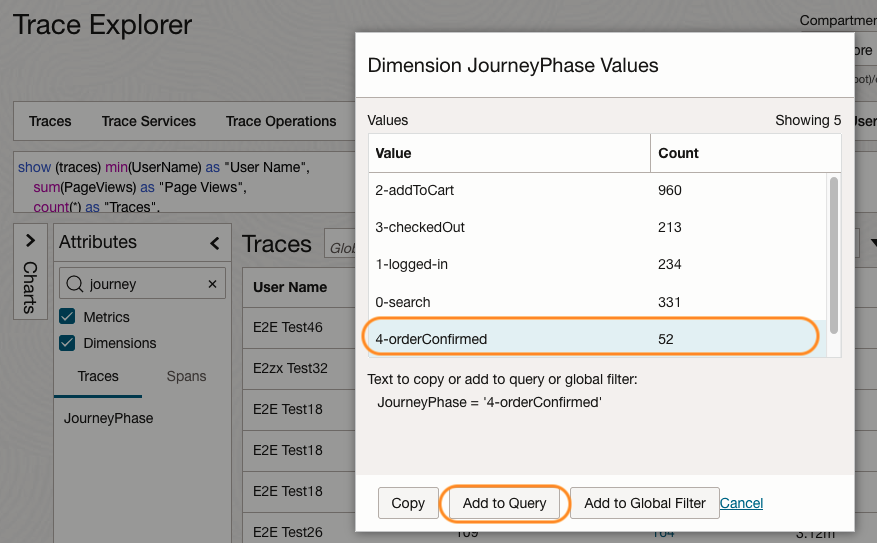 Trace Explorer
Compartmen
Traces Trace Services Trace Operations
show (traces) min(UserName) as "User Name",
sum(PageViews) as "Page Views",
count(*) as "Traces",
Charts
Attributes
journey
Metrics
Dimensions
Traces Spans
JourneyPhase
Traces
User Name
E2E Test46
E2zx Test32
E2E Test18
E2E Test18
E2E Test18
E2E Test26 109 164 3.12m
Dimension JourneyPhase Values
Values Showing 5
Value Count
2-addToCart 960
3-checkedOut 213
1-logged-in 234
0-search 331
4-orderConfirmed 52
Text to copy or add to query or global filter:
JourneyPhase = '4-orderConfirmed'
Copy Add to Query Add to Global Filter Cancel